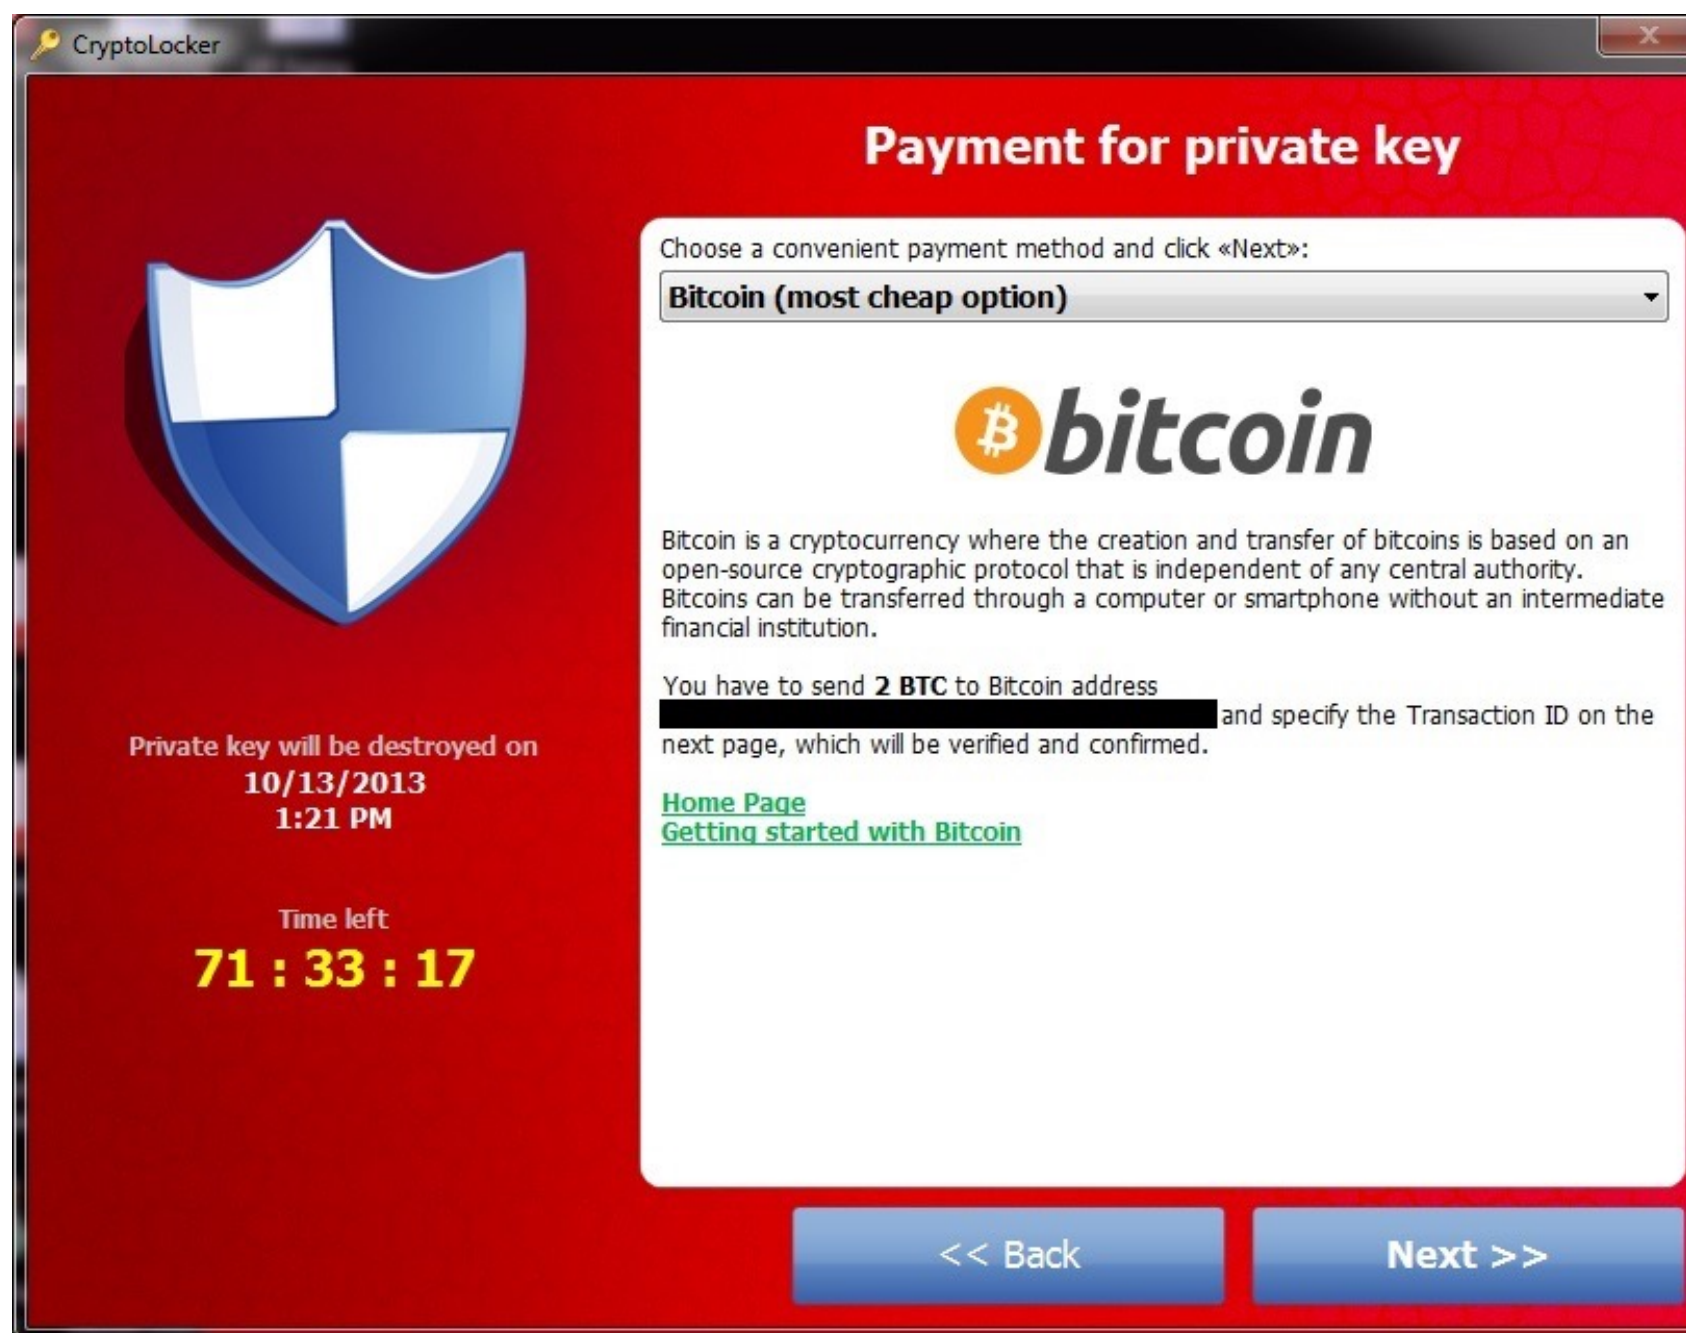 CryptoLocker
X
Payment for private key
Choose a convenient payment method and click «Next»:
Bitcoin (most cheap option)
bitcoin
Bitcoin is a cryptocurrency where the creation and transfer of bitcoins is based on an
open-source cryptographic protocol that is independent of any central authority.
Bitcoins can be transferred through a computer or smartphone without an intermediate
financial institution.
You have to send 2 BTC to Bitcoin address
and specify the Transaction ID on the
next page, which will be verified and confirmed.
Home Page
Getting started with Bitcoin
Private key will be destroyed on
10/13/2013
1:21 PM
Time left
71 : 33 : 17
<< Back
Next >>